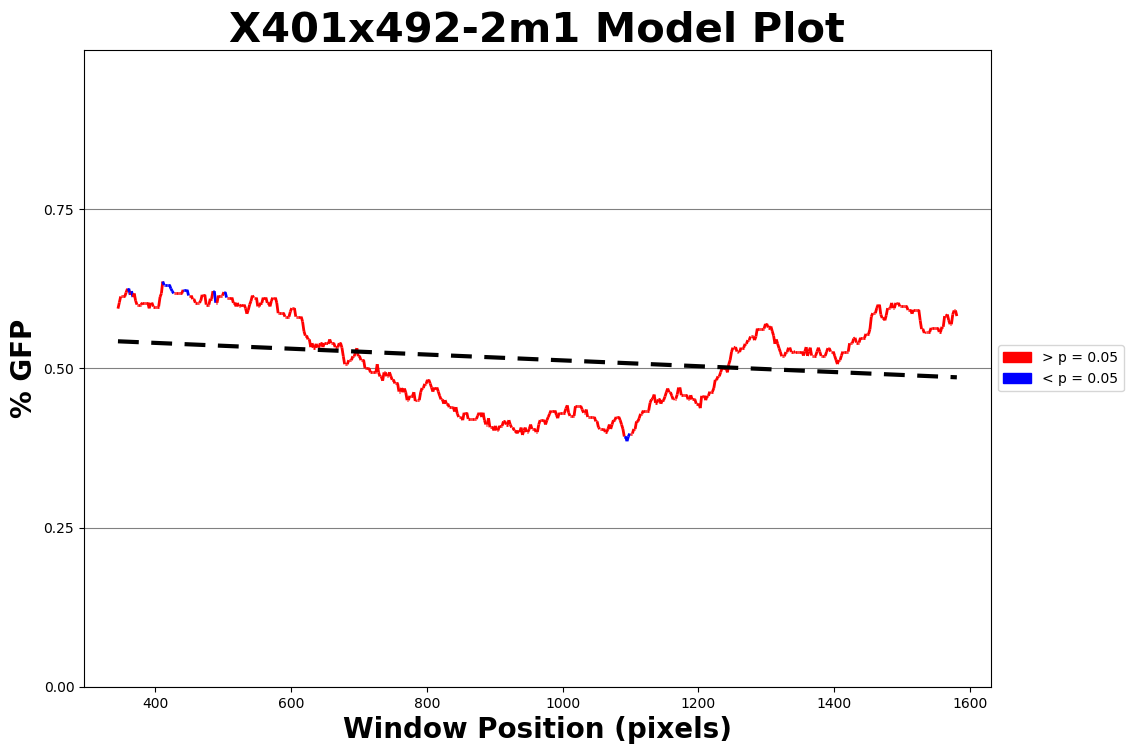 X401x492-2m1 Model Plot
% GFP
0.75
0.50
0.25
0.00
> p = 0.05
< p = 0.05
400 600 800 1000 1200 1400 1600
Window Position (pixels)